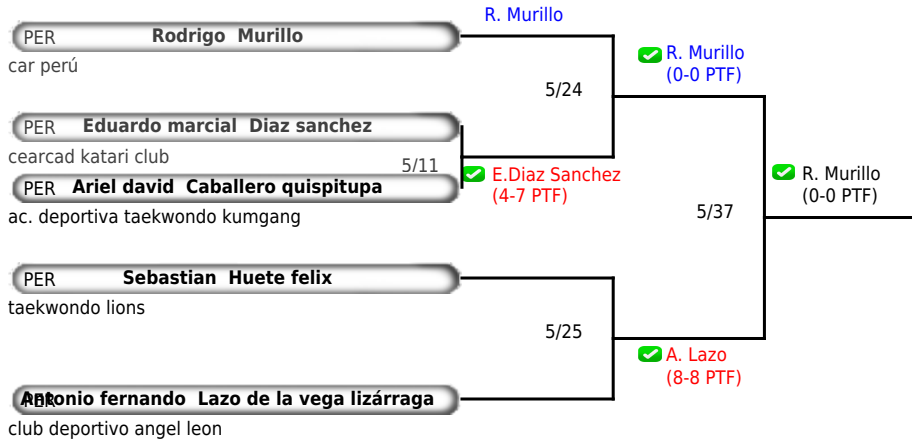 R. Murillo
PER Rodrigo Murillo
car perú
R. Murillo
(0-0 PTF)
5/24
PER Eduardo marcial Diaz sanchez
cearcad katari club
5/11
E.Diaz Sanchez
(4-7 PTF)
R. Murillo
(0-0 PTF)
PER Ariel david Caballero quispitupa
ac. deportiva taekwondo kumgang
5/37
PER Sebastian Huete felix
taekwondo lions
5/25
A. Lazo
(8-8 PTF)
PER Antonio fernando Lazo de la vega lizárraga
club deportivo angel leon